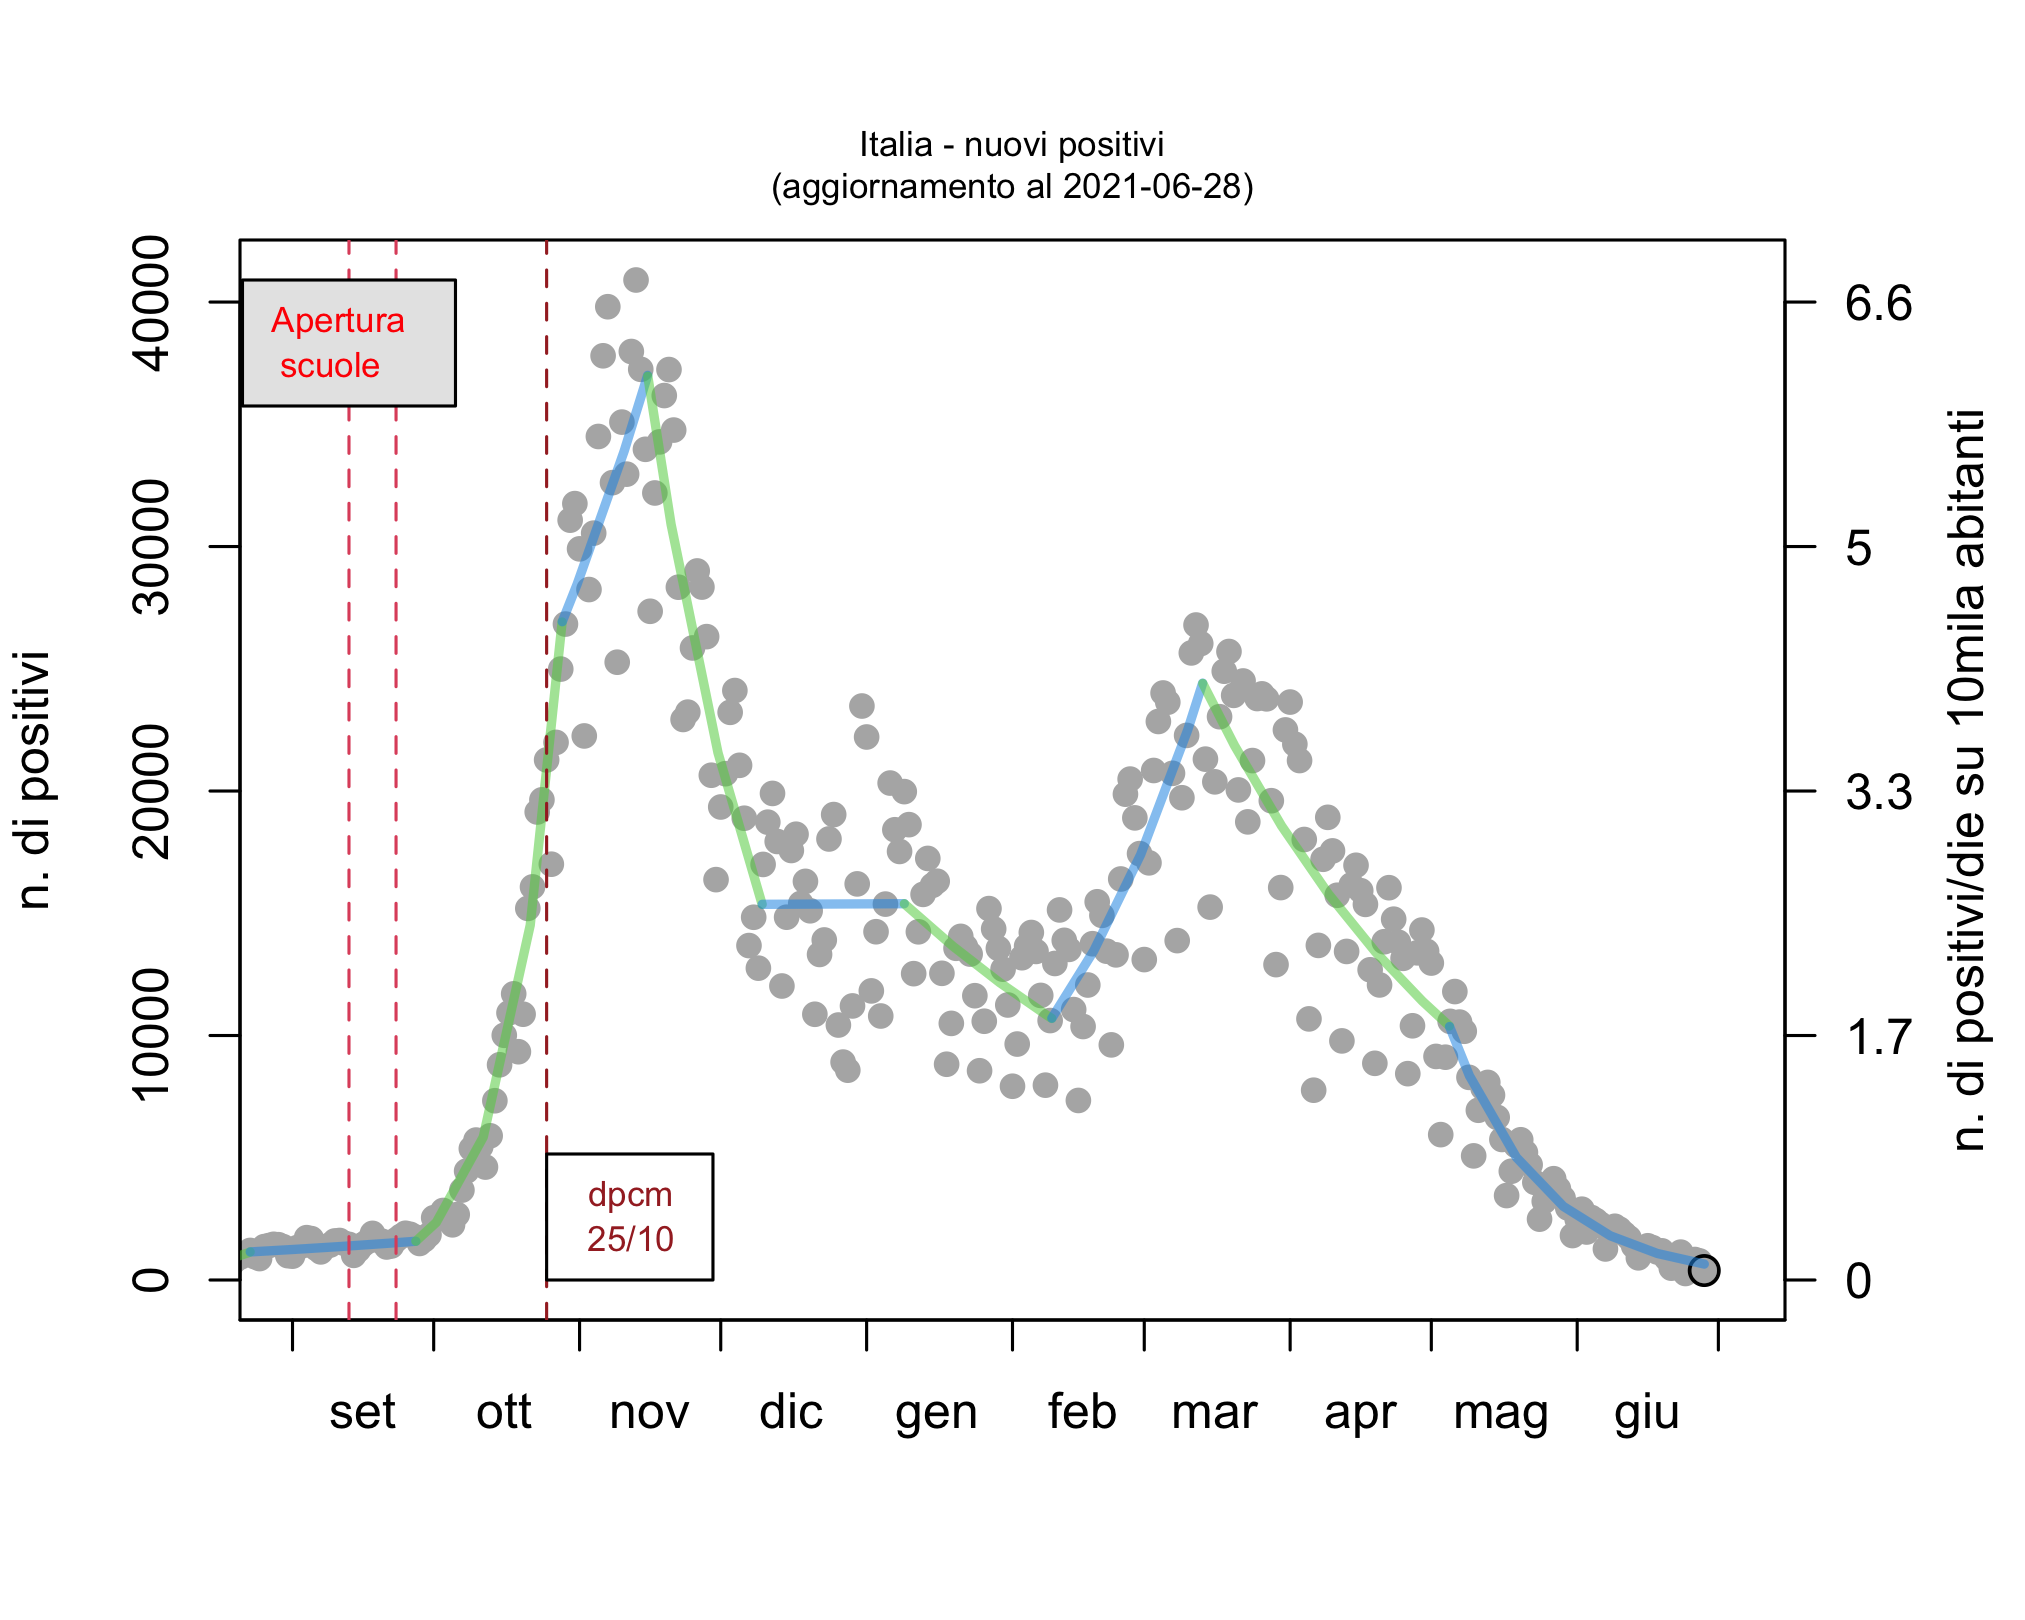 Italia - nuovi positivi
(aggiornamento al 2021-06-28)
n. di positivi
40000
30000
20000
10000
0
Apertura
scuole
dpcm
25/10
6.6
5
3.3
1.7
0
n. di positivi/die su 10mila abitanti
set ott nov dic gen feb mar apr mag giu